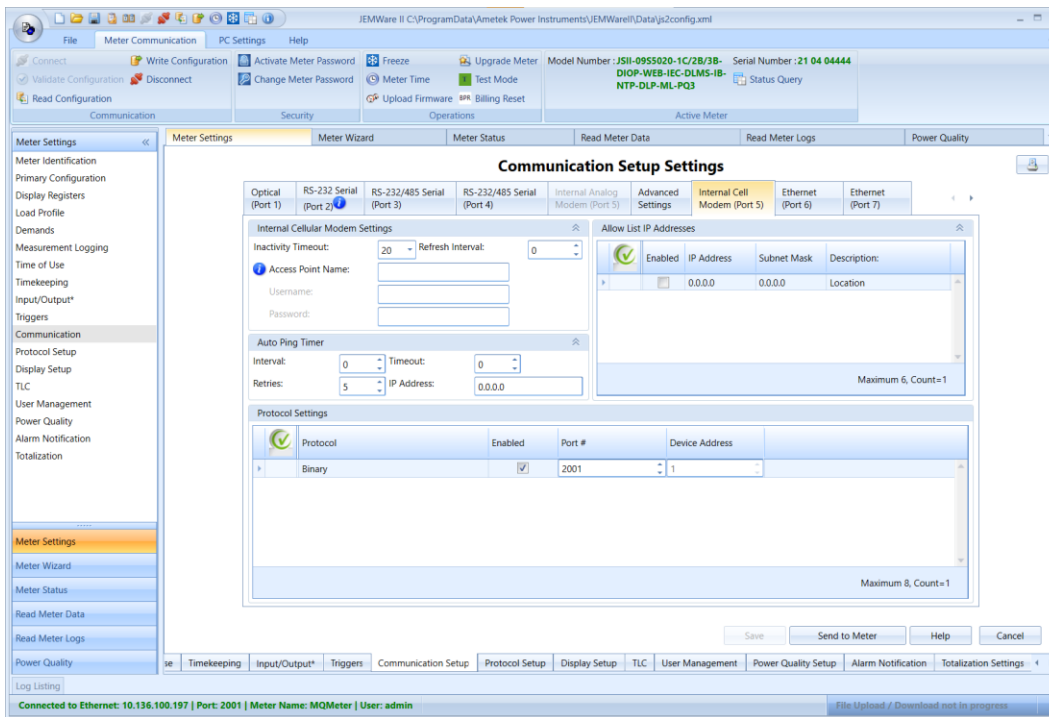 JEMWare II C:\ProgramData\Ametek Power Instruments\JEMWareII\Data\js2config.xml
File Meter Communication PC Settings Help
Connect Write Configuration Activate Meter Password Freeze Upgrade Meter Model Number : JSII-09S5020-1C/2B/3B- Serial Number : 21 04 04444
DIOP-WEB-IEC-DLMS-IB-
NTP-DLP-ML-PQ3
Validate Configuration Disconnect Change Meter Password Meter Time Test Mode Status Query
Read Configuration Upload Firmware BPR Billing Reset
Communication Security Operations Active Meter
Meter Settings «
Meter Identification
Primary Configuration
Display Registers
Load Profile
Demands
Measurement Logging
Time of Use
Timekeeping
Input/Output*
Triggers
Communication
Protocol Setup
Display Setup
TLC
User Management
Power Quality
Alarm Notification
Totalization
Meter Settings
Meter Wizard
Meter Status
Read Meter Data
Read Meter Logs
Power Quality
Meter Settings Meter Wizard Meter Status Read Meter Data Read Meter Logs Power Quality
Communication Setup Settings
Optical (Port 1)
RS-232 Serial (Port 2)
RS-232/485 Serial (Port 3)
RS-232/485 Serial (Port 4)
Internal Analog Modem (Port 5)
Advanced Settings
Internal Cell Modem (Port 5)
Ethernet (Port 6)
Ethernet (Port 7)
Internal Cellular Modem Settings
Inactivity Timeout: 20 Refresh Interval: 0
Access Point Name:
Username:
Password:
Auto Ping Timer
Interval: 0 Timeout: 0
Retries: 5 IP Address: 0.0.0.0
Allow List IP Addresses
Enabled IP Address Subnet Mask Description:
0.0.0.0 0.0.0.0 Location
Maximum 6, Count=1
Protocol Settings
Protocol Enabled Port # Device Address
Binary 2001 1
Maximum 8, Count=1
Save Send to Meter Help Cancel
se Timekeeping Input/Output* Triggers Communication Setup Protocol Setup Display Setup TLC User Management Power Quality Setup Alarm Notification Totalization Settings
Log Listing
Connected to Ethernet: 10.136.100.197 | Port: 2001 | Meter Name: MQMeter | User: admin File Upload / Download not in progress